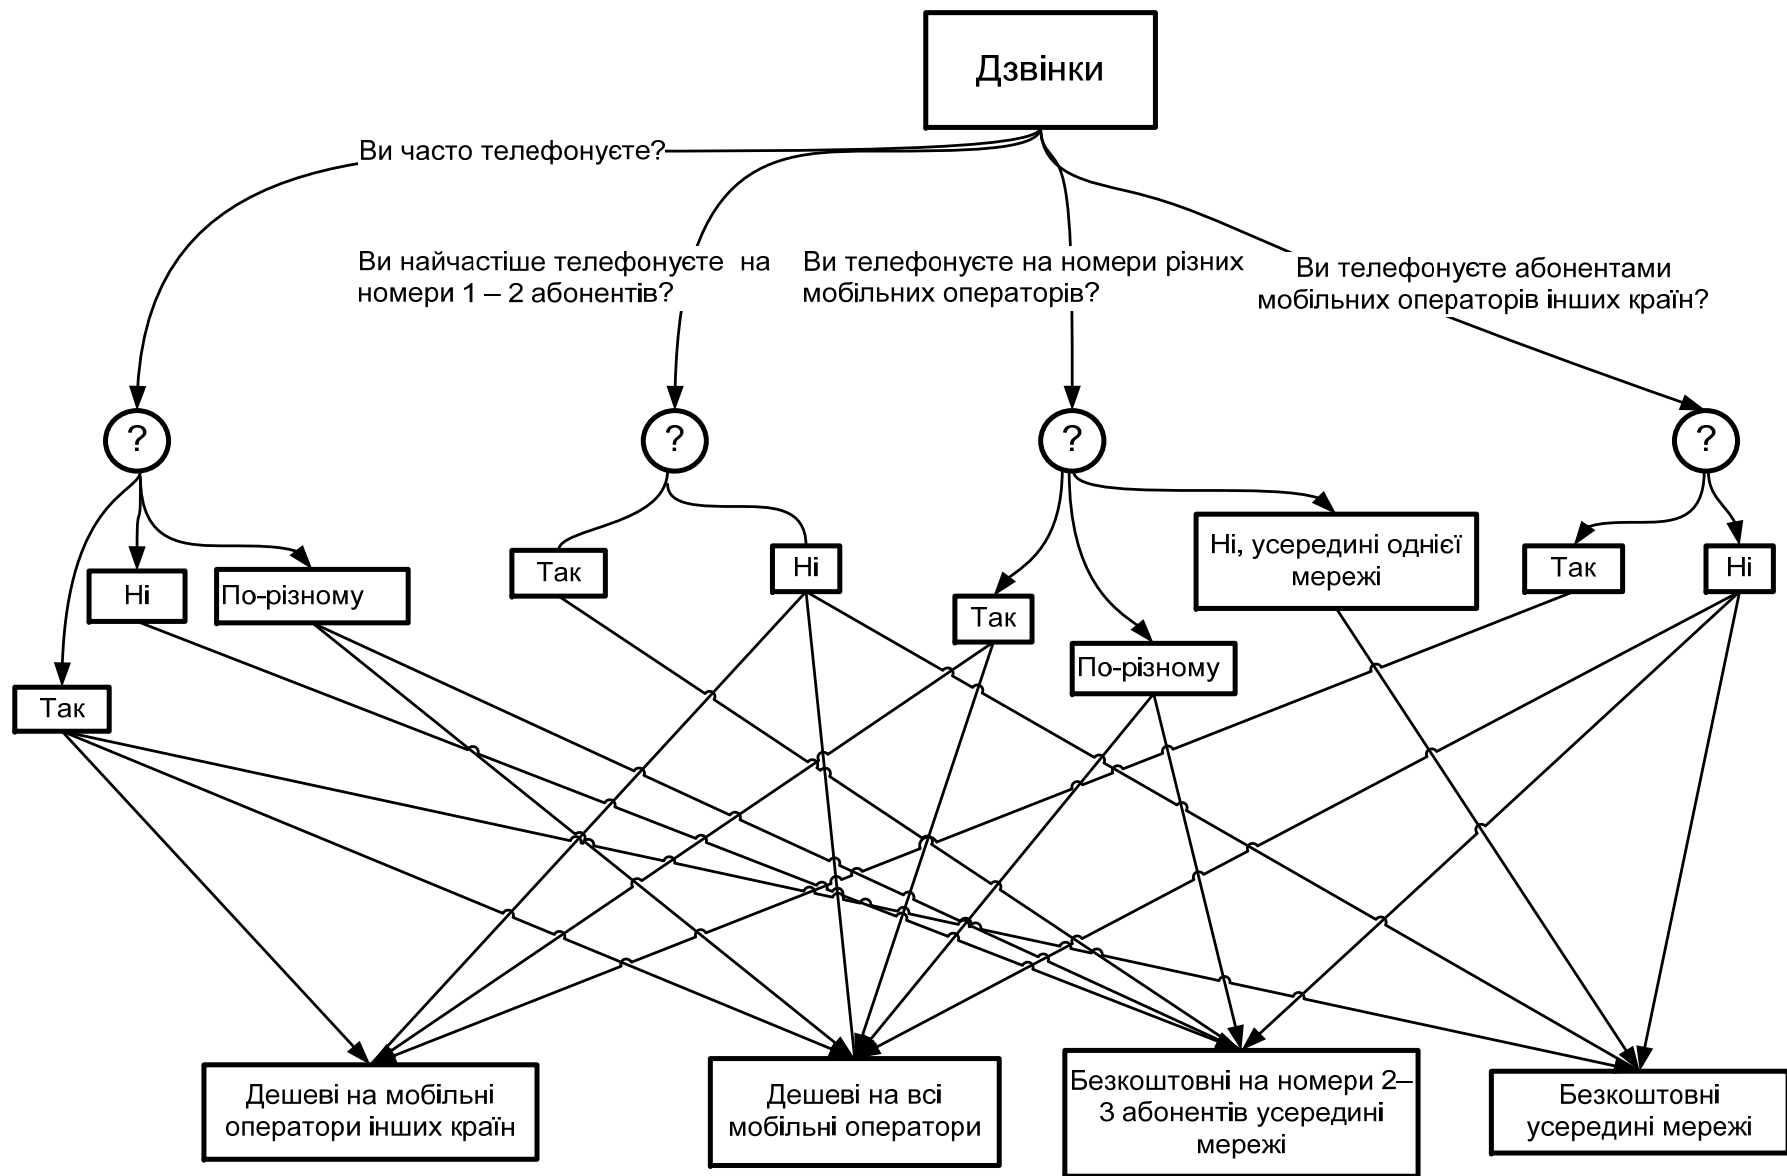 Дзвінки
Ви часто телефонуєте?
Ви найчастіше телефонуєте на
номери 1 – 2 абонентів?
Ви телефонуєте на номери різних
мобільних операторів?
Ви телефонуєте абонентами
мобільних операторів інших країн?
?
?
?
?
Ні
По-різному
Так
Так
Ні
Так
По-різному
Ні, усередині однієї
мережі
Так
Ні
Дешеві на мобільні
оператори інших країн
Дешеві на всі
мобільні оператори
Безкоштовні на номери 2–
3 абонентів усередині
мережі
Безкоштовні
усередині мережі